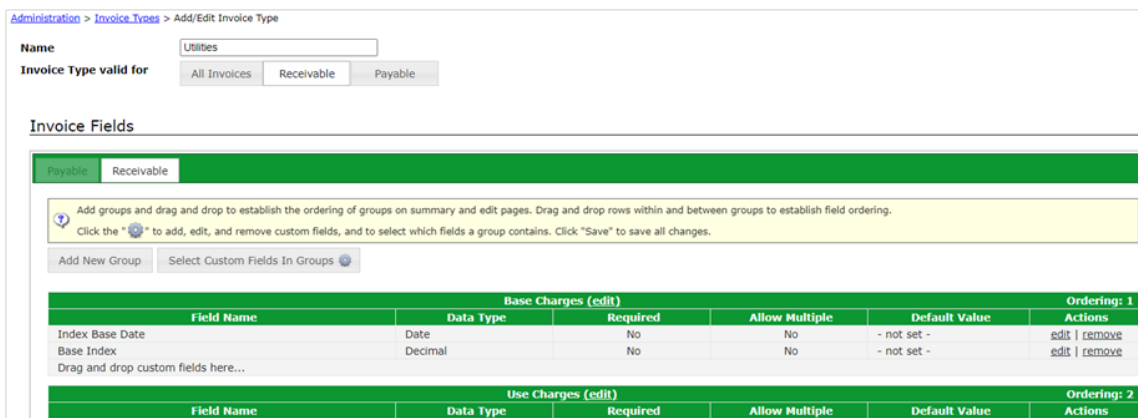 Administration > Invoice Types > Add/Edit Invoice Type
Name Utilities
Invoice Type valid for All Invoices Receivable Payable
Invoice Fields
Payable Receivable
Add groups and drag and drop to establish the ordering of groups on summary and edit pages. Drag and drop rows within and between groups to establish field ordering.
Click the " " to add, edit, and remove custom fields, and to select which fields a group contains. Click "Save" to save all changes.
Add New Group Select Custom Fields In Groups
Base Charges (edit) Ordering: 1
Field Name Data Type Required Allow Multiple Default Value Actions
Index Base Date Date No No - not set - edit | remove
Base Index Decimal No No - not set - edit | remove
Drag and drop custom fields here...
Use Charges (edit) Ordering: 2
Field Name Data Type Required Allow Multiple Default Value Actions